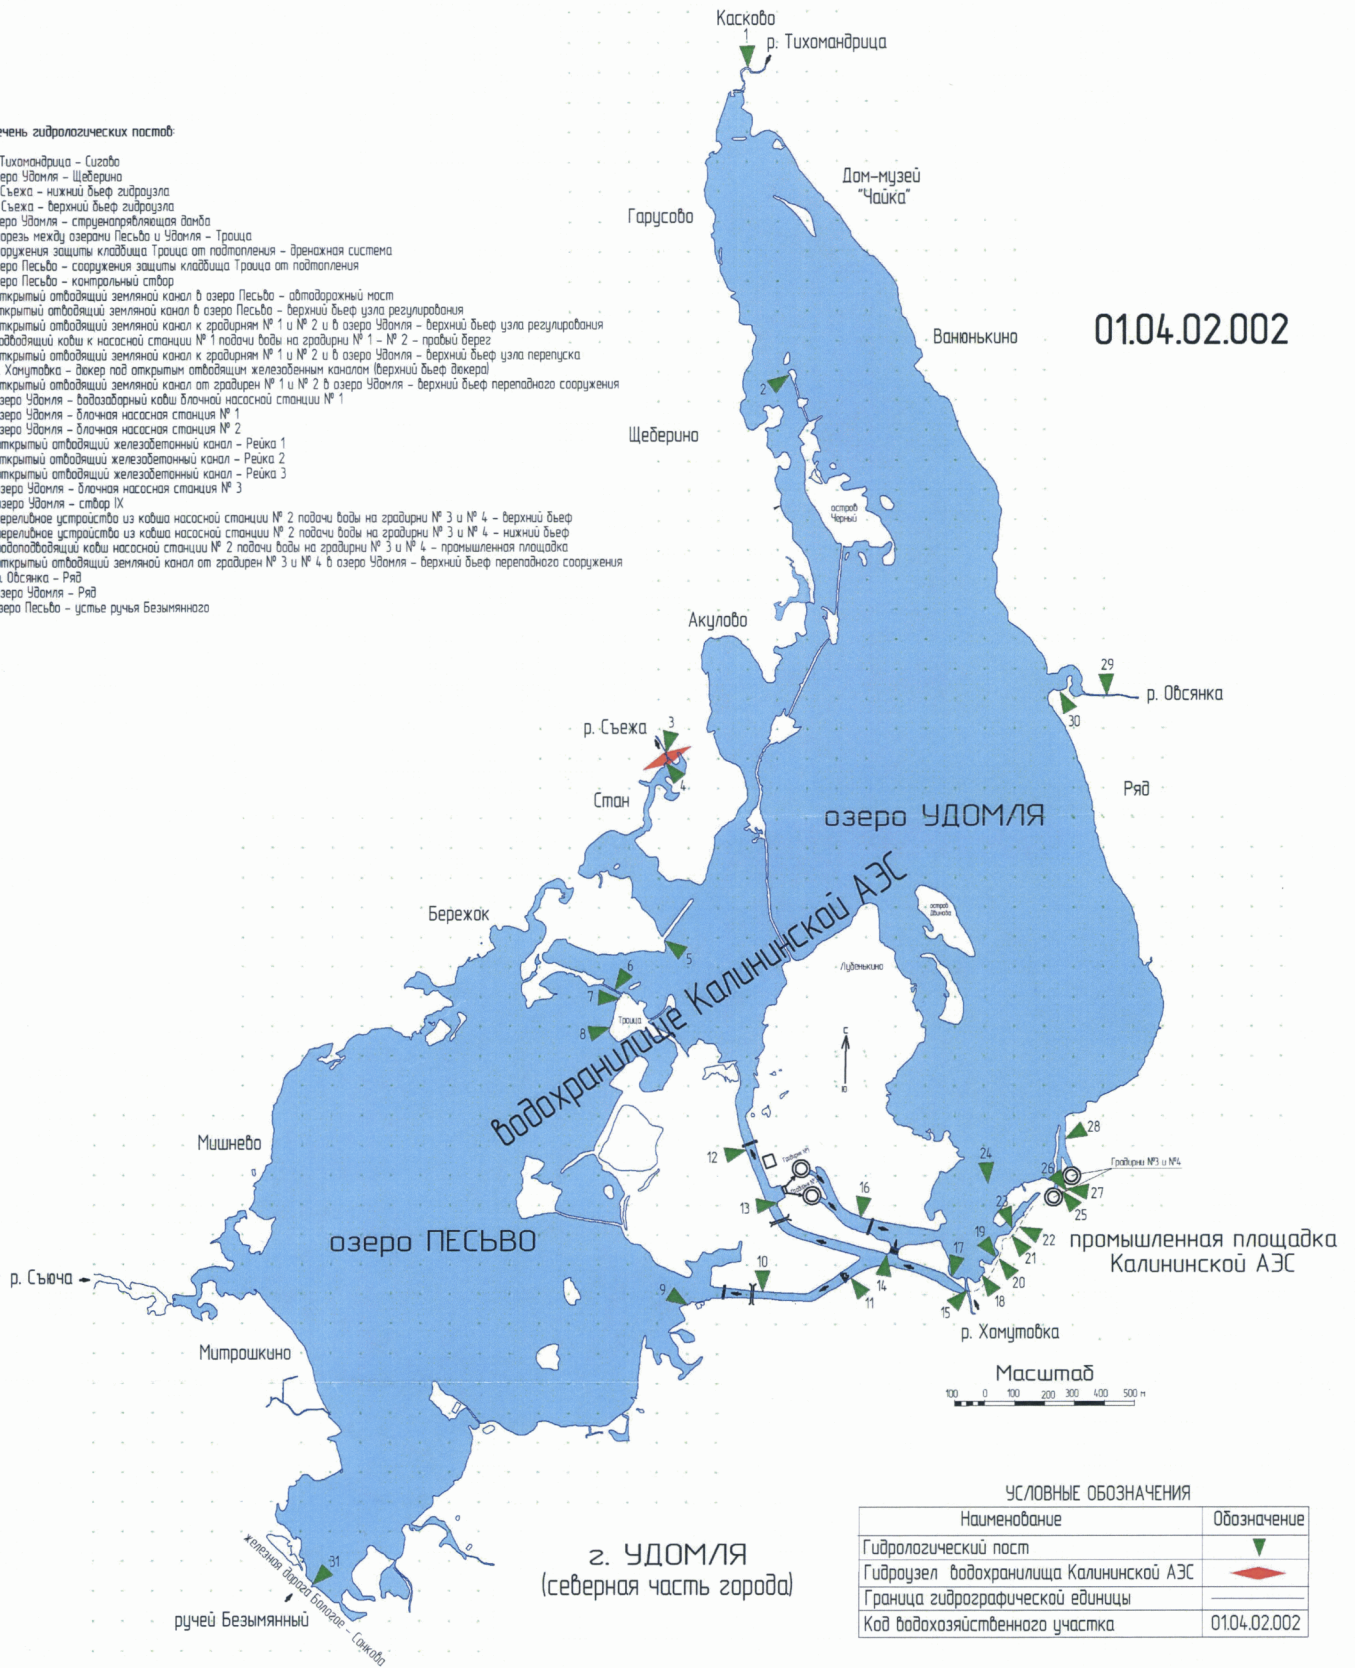 Касково
1
р. Тихомандрица
ечень гидрологических постов:
Тихомандрица – Сигово
еро Удомля – Щеберино
Съежа – нижний бьеф гидроузла
Съежа – верхний бьеф гидроузла
еро Удомля – струенапрявляющая дамба
орезь между озерами Песьво и Удомля – Троица
оружения защиты кладбища Троица от подтопления – дренажная система
еро Песьво – сооружения защиты кладбища Троица от подтопления
еро Песьво – контрольный створ
ткрытый отводящий земляной канал в озеро Песьво – автодорожный мост
ткрытый отводящий земляной канал в озеро Песьво – верхний бьеф узла регулирования
ткрытый отводящий земляной канал к градирням № 1 и № 2 и в озеро Удомля – верхний бьеф узла регулирования
одводящий ковш к насосной станции № 1 подачи воды на градирни № 1 – № 2 – правый берег
ткрытый отводящий земляной канал к градирням № 1 и № 2 и в озеро Удомля – верхний бьеф узла перепуска
. Хомутовка – дюкер под открытым отводящим железобенным каналом (верхний бьеф дюкера)
ткрытый отводящий земляной канал от градирен № 1 и № 2 в озеро Удомля – верхний бьеф перепадного сооружения
зеро Удомля – водозаборный ковш блочной насосной станции № 1
зеро Удомля – блочная насосная станция № 1
зеро Удомля – блочная насосная станция № 2
ткрытый отводящий железобетонный канал – Рейка 1
ткрытый отводящий железобетонный канал – Рейка 2
ткрытый отводящий железобетонный канал – Рейка 3
зеро Удомля – блочная насосная станция № 3
зеро Удомля – створ IX
ереливное устройство из ковша насосной станции № 2 подачи воды на градирни № 3 и № 4 – верхний бьеф
ереливное устройство из ковша насосной станции № 2 подачи воды на градирни № 3 и № 4 – нижний бьеф
одоподводящий ковш насосной станции № 2 подачи воды на градирни № 3 и № 4 – промышленная площадка
ткрытый отводящий земляной канал от градирен № 3 и № 4 в озеро Удомля – верхний бьеф перепадного сооружения
. Овсянка – Ряд
зеро Удомля – Ряд
зеро Песьво – устье ручья Безымянного
Дом-музей
"Чайка"
Гарусово
Ванюнькино
01.04.02.002
2
Щеберино
остров
Черный
Акулово
29
р. Овсянка
30
р. Съежа
3
4
Стан
Ряд
озеро УДОМЛЯ
водохранилище Калининской АЭС
Бережок
остров
Двиново
5
Лубенькино
6
7
Троица
8
С
Ю
Мишнево
28
12
24
26
Градирни №3 и №4
27
25
13
16
23
22
озеро ПЕСЬВО
19
21
промышленная площадка
Калининской АЭС
17
20
р. Сьюча
10
14
9
11
15
18
р. Хомутовка
Митрошкино
Масштаб
100 0 100 200 300 400 500 м
31
железная дорога Бологое – Сонково
ручей Безымянный
г. УДОМЛЯ
(северная часть города)
УСЛОВНЫЕ ОБОЗНАЧЕНИЯ
Наименование Обозначение
Гидрологический пост
Гидроузел водохранилища Калининской АЭС
Граница гидрографической единицы
Код водохозяйственного участка 01.04.02.002